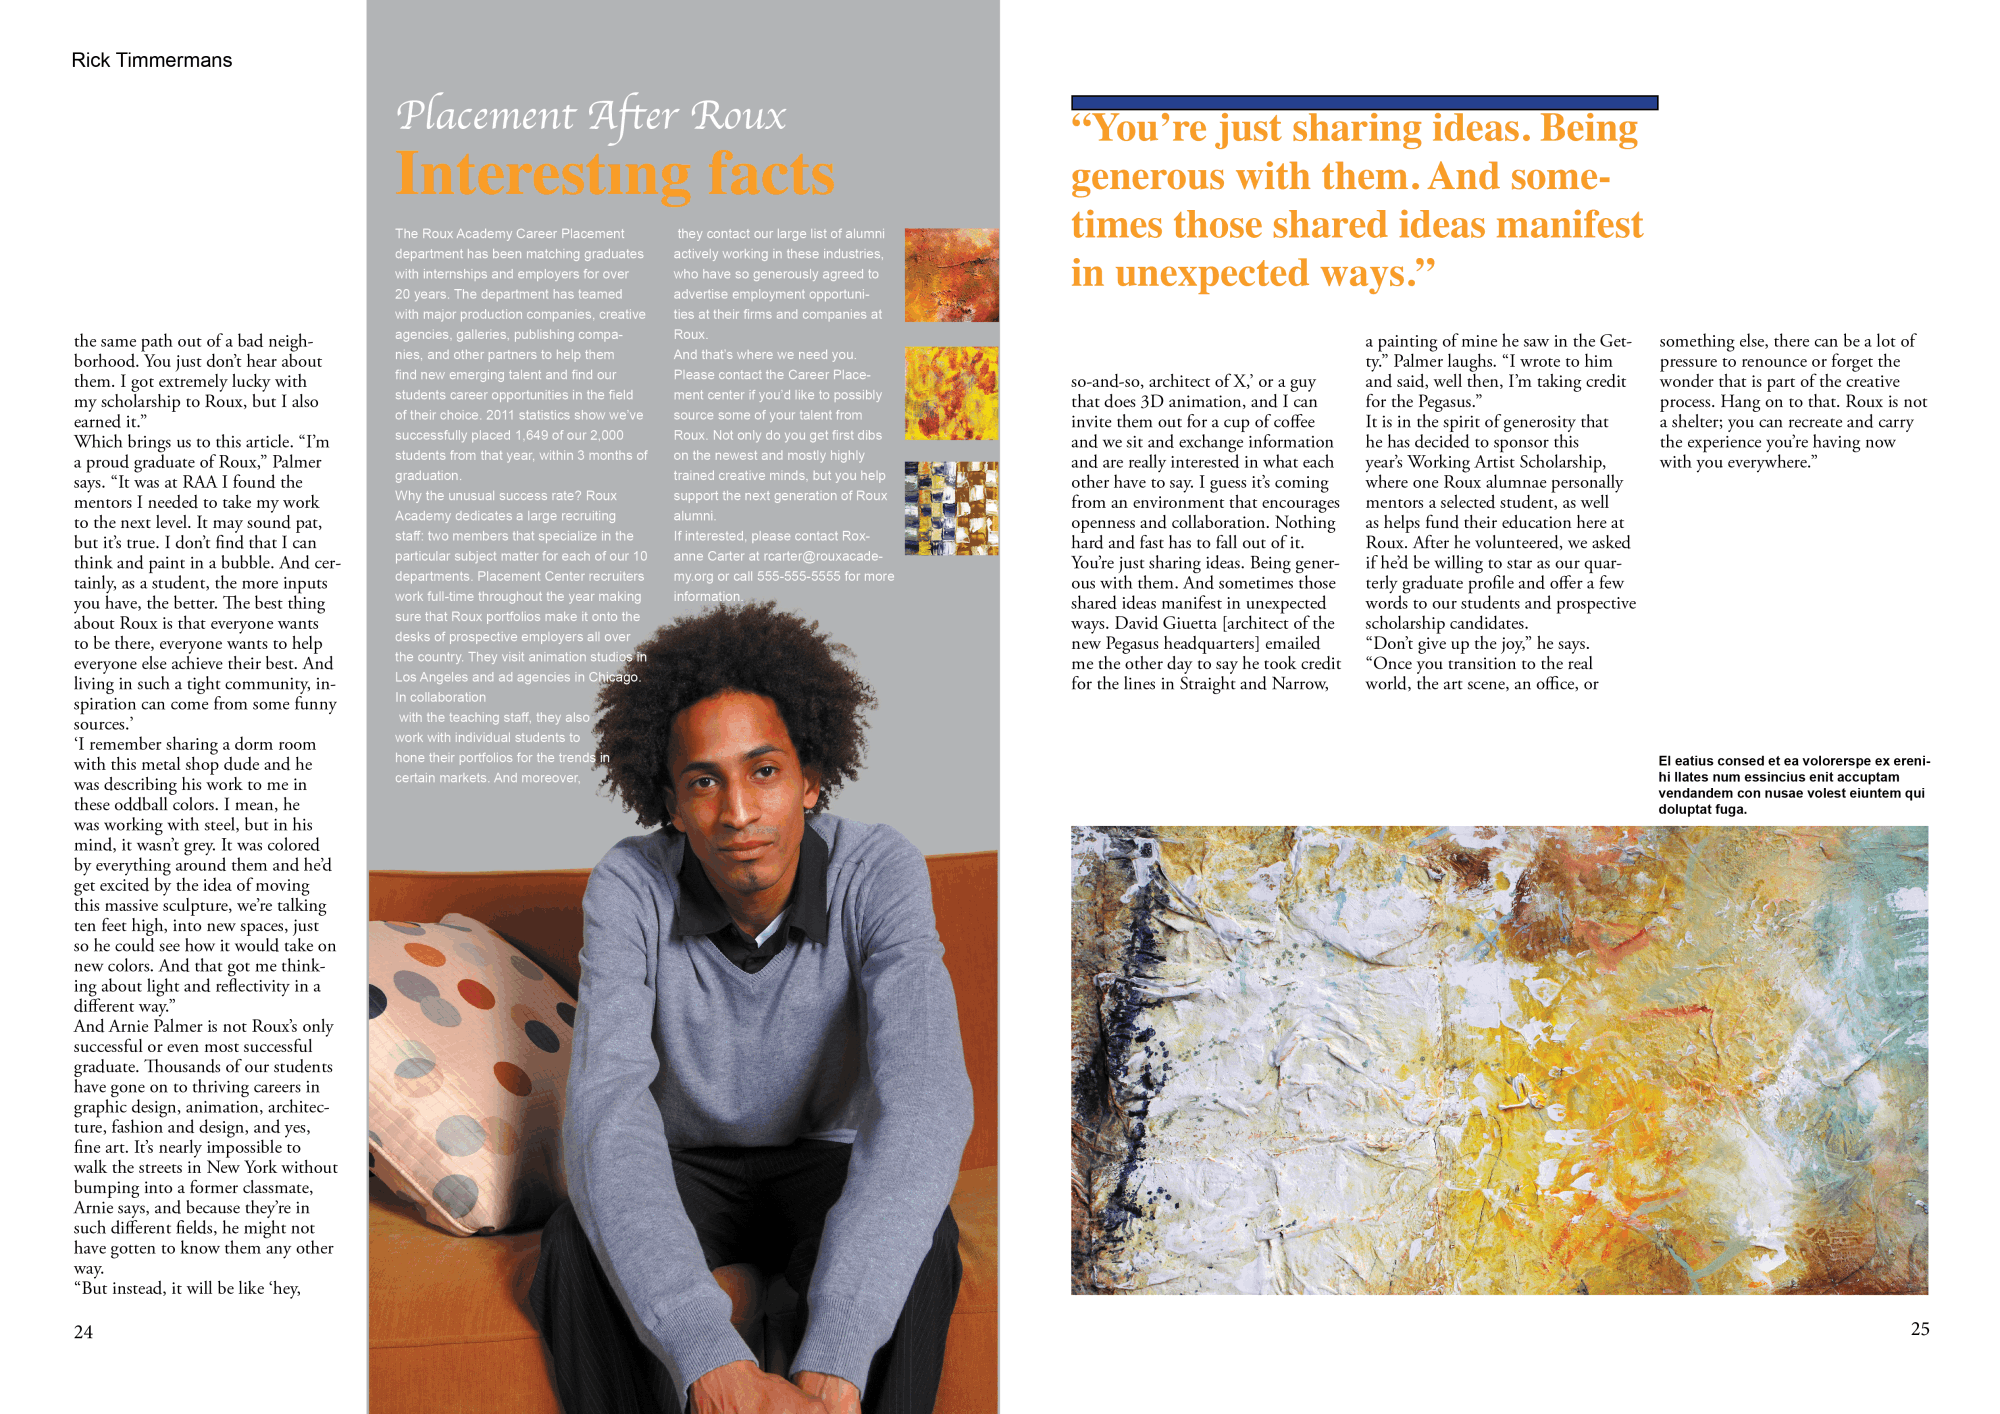 Rick Timmermans
the same path out of a bad neigh-
borhood. You just don’t hear about
them. I got extremely lucky with
my scholarship to Roux, but I also
earned it.”
Which brings us to this article. “I’m
a proud graduate of Roux,” Palmer
says. “It was at RAA I found the
mentors I needed to take my work
to the next level. It may sound pat,
but it’s true. I don’t find that I can
think and paint in a bubble. And cer-
tainly, as a student, the more inputs
you have, the better. The best thing
about Roux is that everyone wants
to be there, everyone wants to help
everyone else achieve their best. And
living in such a tight community, in-
spiration can come from some funny
sources.’
‘I remember sharing a dorm room
with this metal shop dude and he
was describing his work to me in
these oddball colors. I mean, he
was working with steel, but in his
mind, it wasn’t grey. It was colored
by everything around them and he’d
get excited by the idea of moving
this massive sculpture, we’re talking
ten feet high, into new spaces, just
so he could see how it would take on
new colors. And that got me think-
ing about light and reflectivity in a
different way.”
And Arnie Palmer is not Roux’s only
successful or even most successful
graduate. Thousands of our students
have gone on to thriving careers in
graphic design, animation, architec-
ture, fashion and design, and yes,
fine art. It’s nearly impossible to
walk the streets in New York without
bumping into a former classmate,
Arnie says, and because they’re in
such different fields, he might not
have gotten to know them any other
way.
“But instead, it will be like ‘hey,
24
Placement After Roux
Interesting facts
The Roux Academy Career Placement
department has been matching graduates
with internships and employers for over
20 years. The department has teamed
with major production companies, creative
agencies, galleries, publishing compa-
nies, and other partners to help them
find new emerging talent and find our
students career opportunities in the field
of their choice. 2011 statistics show we’ve
successfully placed 1,649 of our 2,000
students from that year, within 3 months of
graduation.
Why the unusual success rate? Roux
Academy dedicates a large recruiting
staff: two members that specialize in the
particular subject matter for each of our 10
departments. Placement Center recruiters
work full-time throughout the year making
sure that Roux portfolios make it onto the
desks of prospective employers all over
the country. They visit animation studios in
Los Angeles and ad agencies in Chicago.
In collaboration
with the teaching staff, they also
work with individual students to
hone their portfolios for the trends in
certain markets. And moreover,
they contact our large list of alumni
actively working in these industries,
who have so generously agreed to
advertise employment opportuni-
ties at their firms and companies at
Roux.
And that’s where we need you.
Please contact the Career Place-
ment center if you’d like to possibly
source some of your talent from
Roux. Not only do you get first dibs
on the newest and mostly highly
trained creative minds, but you help
support the next generation of Roux
alumni.
If interested, please contact Rox-
anne Carter at rcarter@rouxacade-
my.org or call 555-555-5555 for more
information.
“You’re just sharing ideas. Being
generous with them. And some-
times those shared ideas manifest
in unexpected ways.”
so-and-so, architect of X,’ or a guy
that does 3D animation, and I can
invite them out for a cup of coffee
and we sit and exchange information
and are really interested in what each
other have to say. I guess it’s coming
from an environment that encourages
openness and collaboration. Nothing
hard and fast has to fall out of it.
You’re just sharing ideas. Being gener-
ous with them. And sometimes those
shared ideas manifest in unexpected
ways. David Giuetta [architect of the
new Pegasus headquarters] emailed
me the other day to say he took credit
for the lines in Straight and Narrow,
a painting of mine he saw in the Get-
ty.” Palmer laughs. “I wrote to him
and said, well then, I’m taking credit
for the Pegasus.”
It is in the spirit of generosity that
he has decided to sponsor this
year’s Working Artist Scholarship,
where one Roux alumnae personally
mentors a selected student, as well
as helps fund their education here at
Roux. After he volunteered, we asked
if he’d be willing to star as our quar-
terly graduate profile and offer a few
words to our students and prospective
scholarship candidates.
“Don’t give up the joy,” he says.
“Once you transition to the real
world, the art scene, an office, or
something else, there can be a lot of
pressure to renounce or forget the
wonder that is part of the creative
process. Hang on to that. Roux is not
a shelter; you can recreate and carry
the experience you’re having now
with you everywhere.”
El eatius consed et ea volorerspe ex ereni-
hi llates num essincius enit accuptam
vendandem con nusae volest eiuntem qui
doluptat fuga.
25